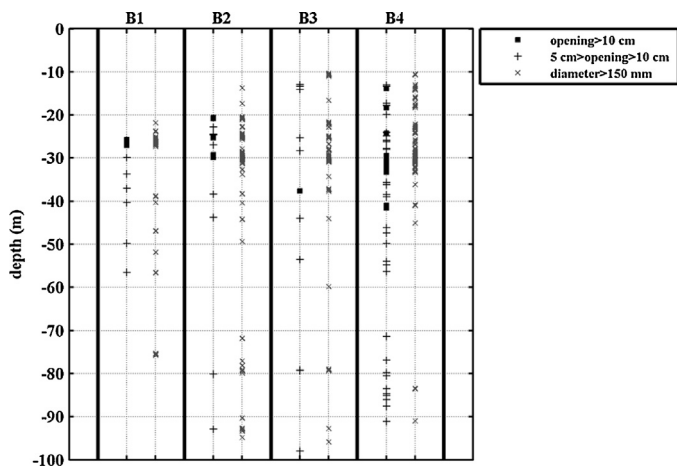 B1 B2 B3 B4
0
-10
-20
-30
-40
-50
-60
-70
-80
-90
-100
depth (m)
opening>10 cm
5 cm>opening>10 cm
diameter>150 mm